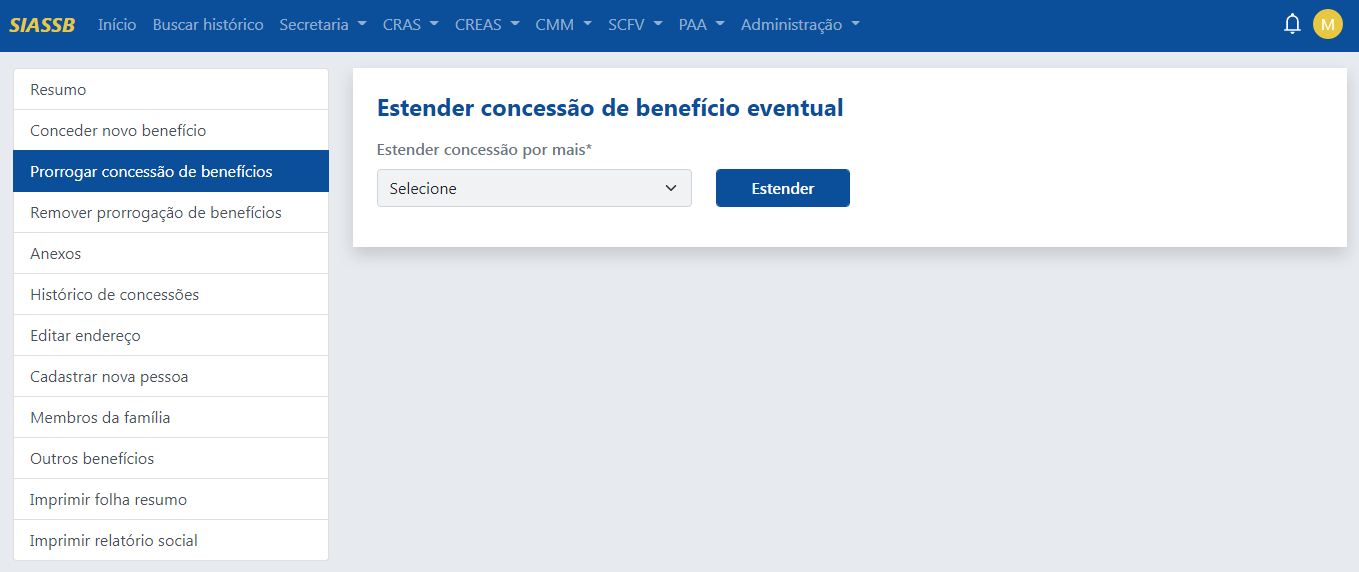 SIASSB Início Buscar histórico Secretaria CRAS CREAS CMM SCFV PAA Administração M
Resumo
Conceder novo benefício
Prorrogar concessão de benefícios
Remover prorrogação de benefícios
Anexos
Histórico de concessões
Editar endereço
Cadastrar nova pessoa
Membros da família
Outros benefícios
Imprimir folha resumo
Imprimir relatório social
Estender concessão de benefício eventual
Estender concessão por mais*
Selecione Estender